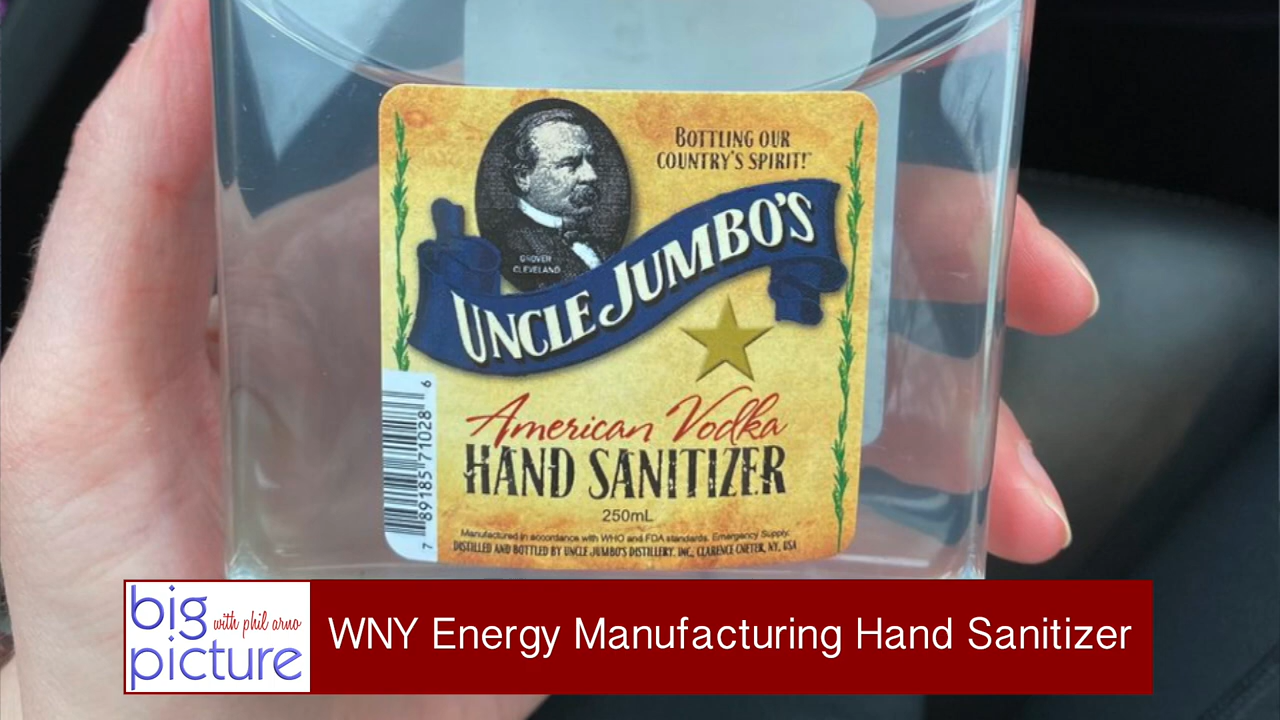 BOTTLING OUR
COUNTRY'S SPIRIT!™
GROVER
CLEVELAND
UNCLE JUMBO'S
American Vodka
HAND SANITIZER
250mL
Manufactured in accordance with WHO and FDA standards. Emergency Supply.
DISTILLED AND BOTTLED BY UNCLE JUMBO'S DISTILLERY, INC., CLARENCE CNETER, NY, USA
7 89185 71028 6
big
with phil arno
picture
WNY Energy Manufacturing Hand Sanitizer